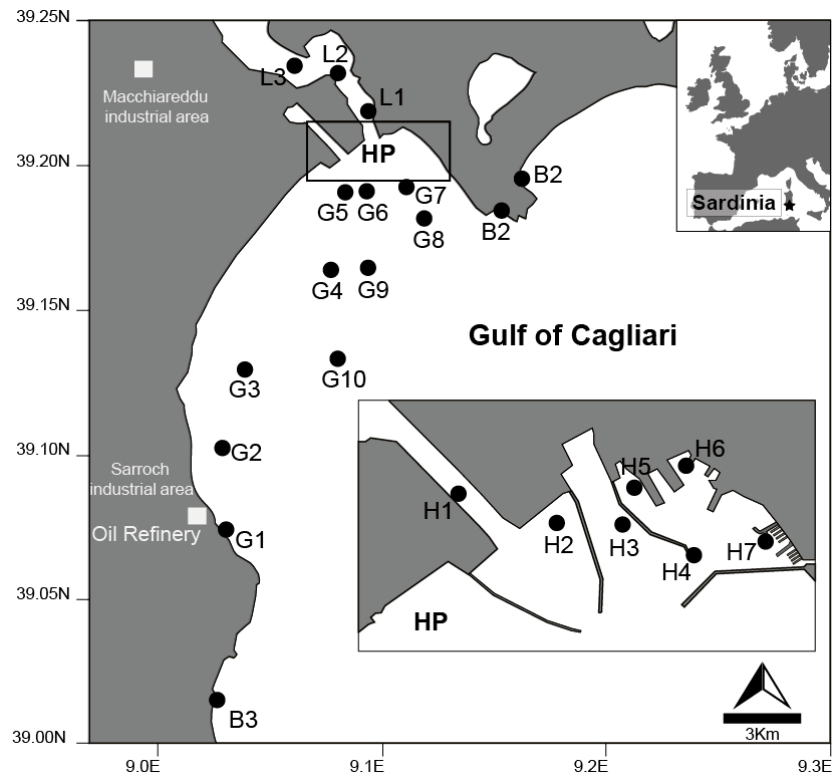 39.25N
L2
L3
Macchiareddu
industrial area
L1
HP
39.20N
B2
Sardinia
G5
G6
G7
B2
G8
G4
G9
39.15N
Gulf of Cagliari
G3
G10
39.10N
G2
H5
H6
Sarroch
industrial area
H1
Oil Refinery
G1
H2
H3
H4
H7
39.05N
HP
B3
39.00N
3Km
9.0E
9.1E
9.2E
9.3E